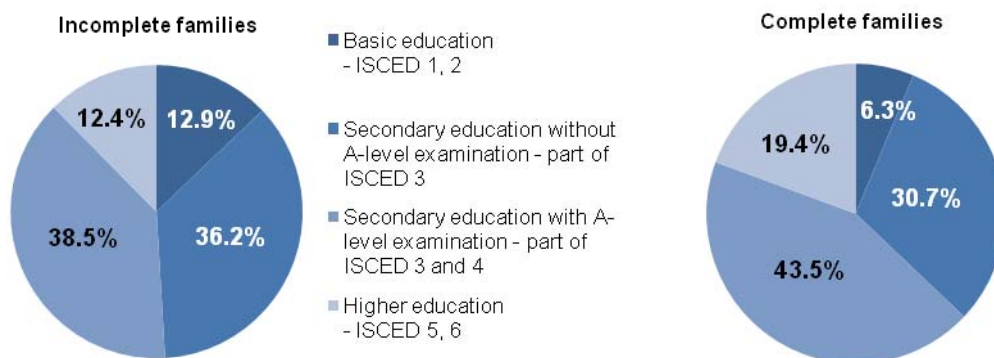 Incomplete families
12.4%
12.9%
38.5%
36.2%
Basic education
- ISCED 1, 2
Secondary education without
A-level examination - part of
ISCED 3
Secondary education with A-
level examination - part of
ISCED 3 and 4
Higher education
- ISCED 5, 6
Complete families
6.3%
19.4%
30.7%
43.5%